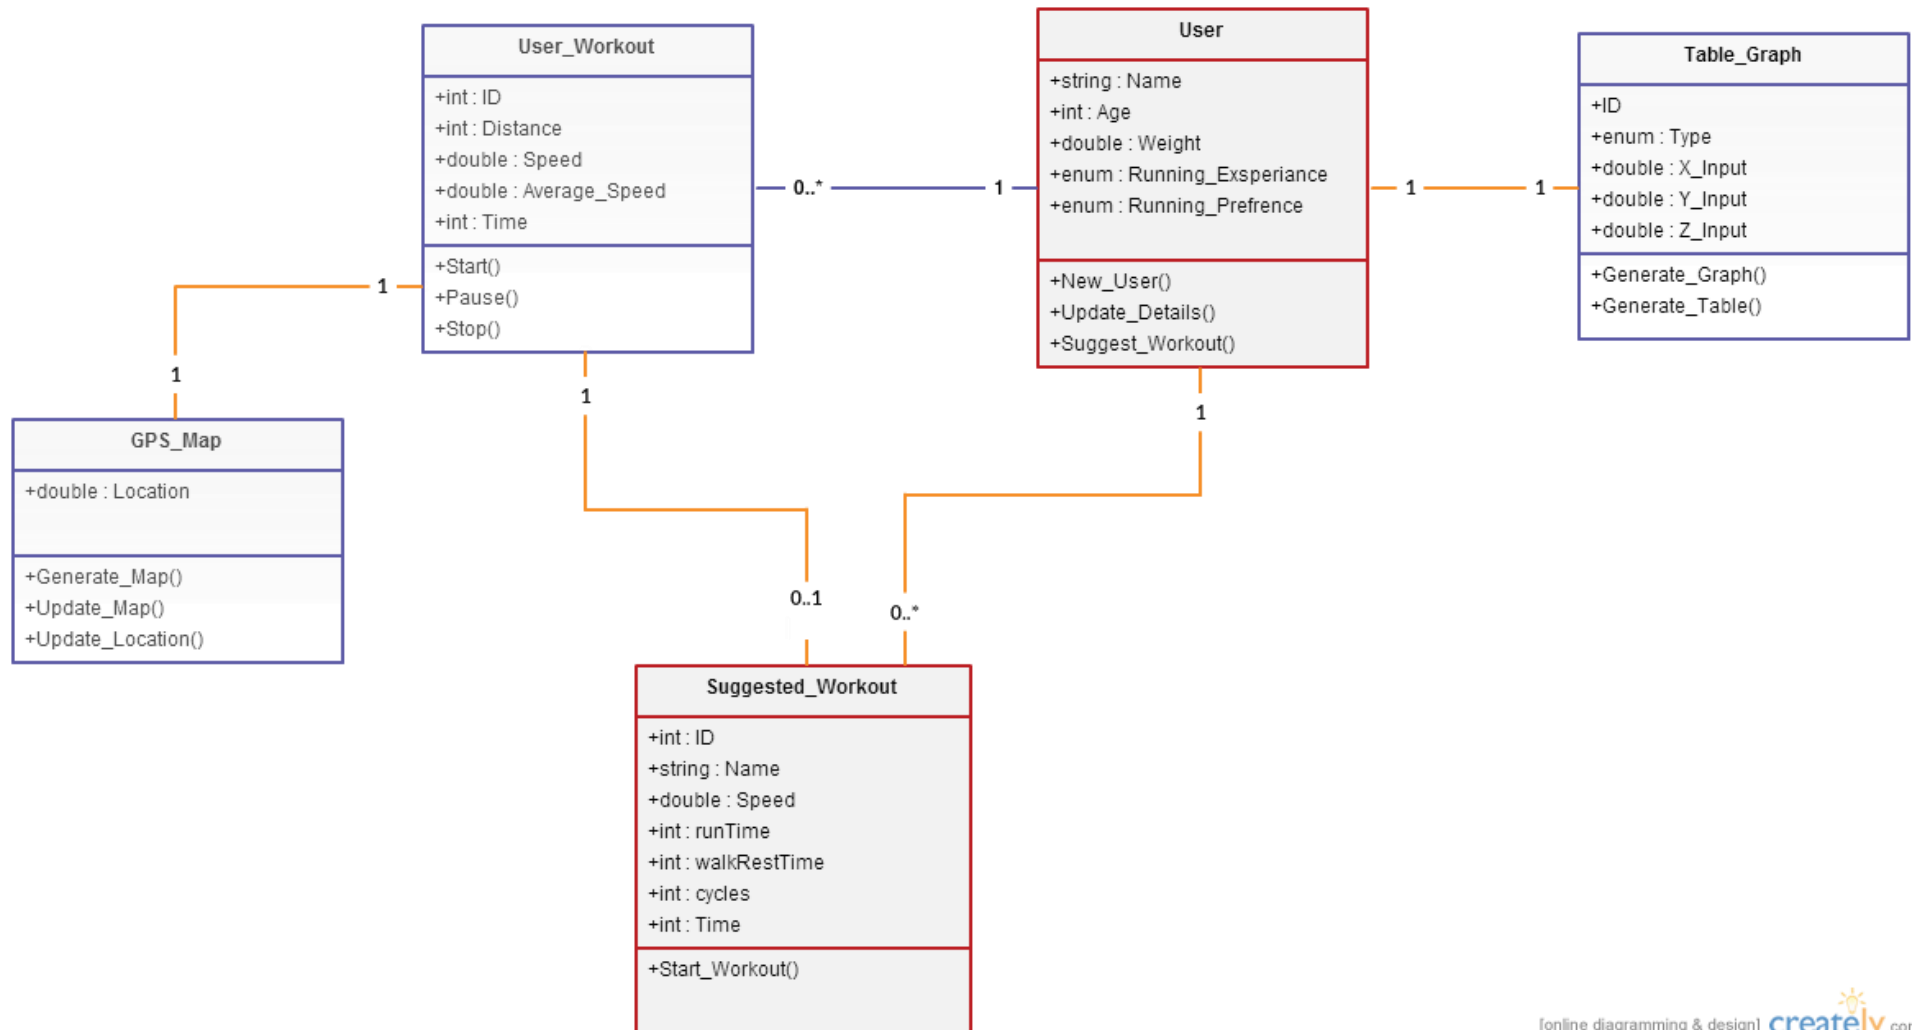 User_Workout
+int : ID
+int : Distance
+double : Speed
+double : Average_Speed
+int : Time
+Start()
+Pause()
+Stop()
0..*
1
User
+string : Name
+int : Age
+double : Weight
+enum : Running_Exsperiance
+enum : Running_Prefrence
+New_User()
+Update_Details()
+Suggest_Workout()
1
1
Table_Graph
+ID
+enum : Type
+double : X_Input
+double : Y_Input
+double : Z_Input
+Generate_Graph()
+Generate_Table()
1
1
GPS_Map
+double : Location
+Generate_Map()
+Update_Map()
+Update_Location()
1
0..1
1
0..*
Suggested_Workout
+int : ID
+string : Name
+double : Speed
+int : runTime
+int : walkRestTime
+int : cycles
+int : Time
+Start_Workout()
[online diagramming & design] creately